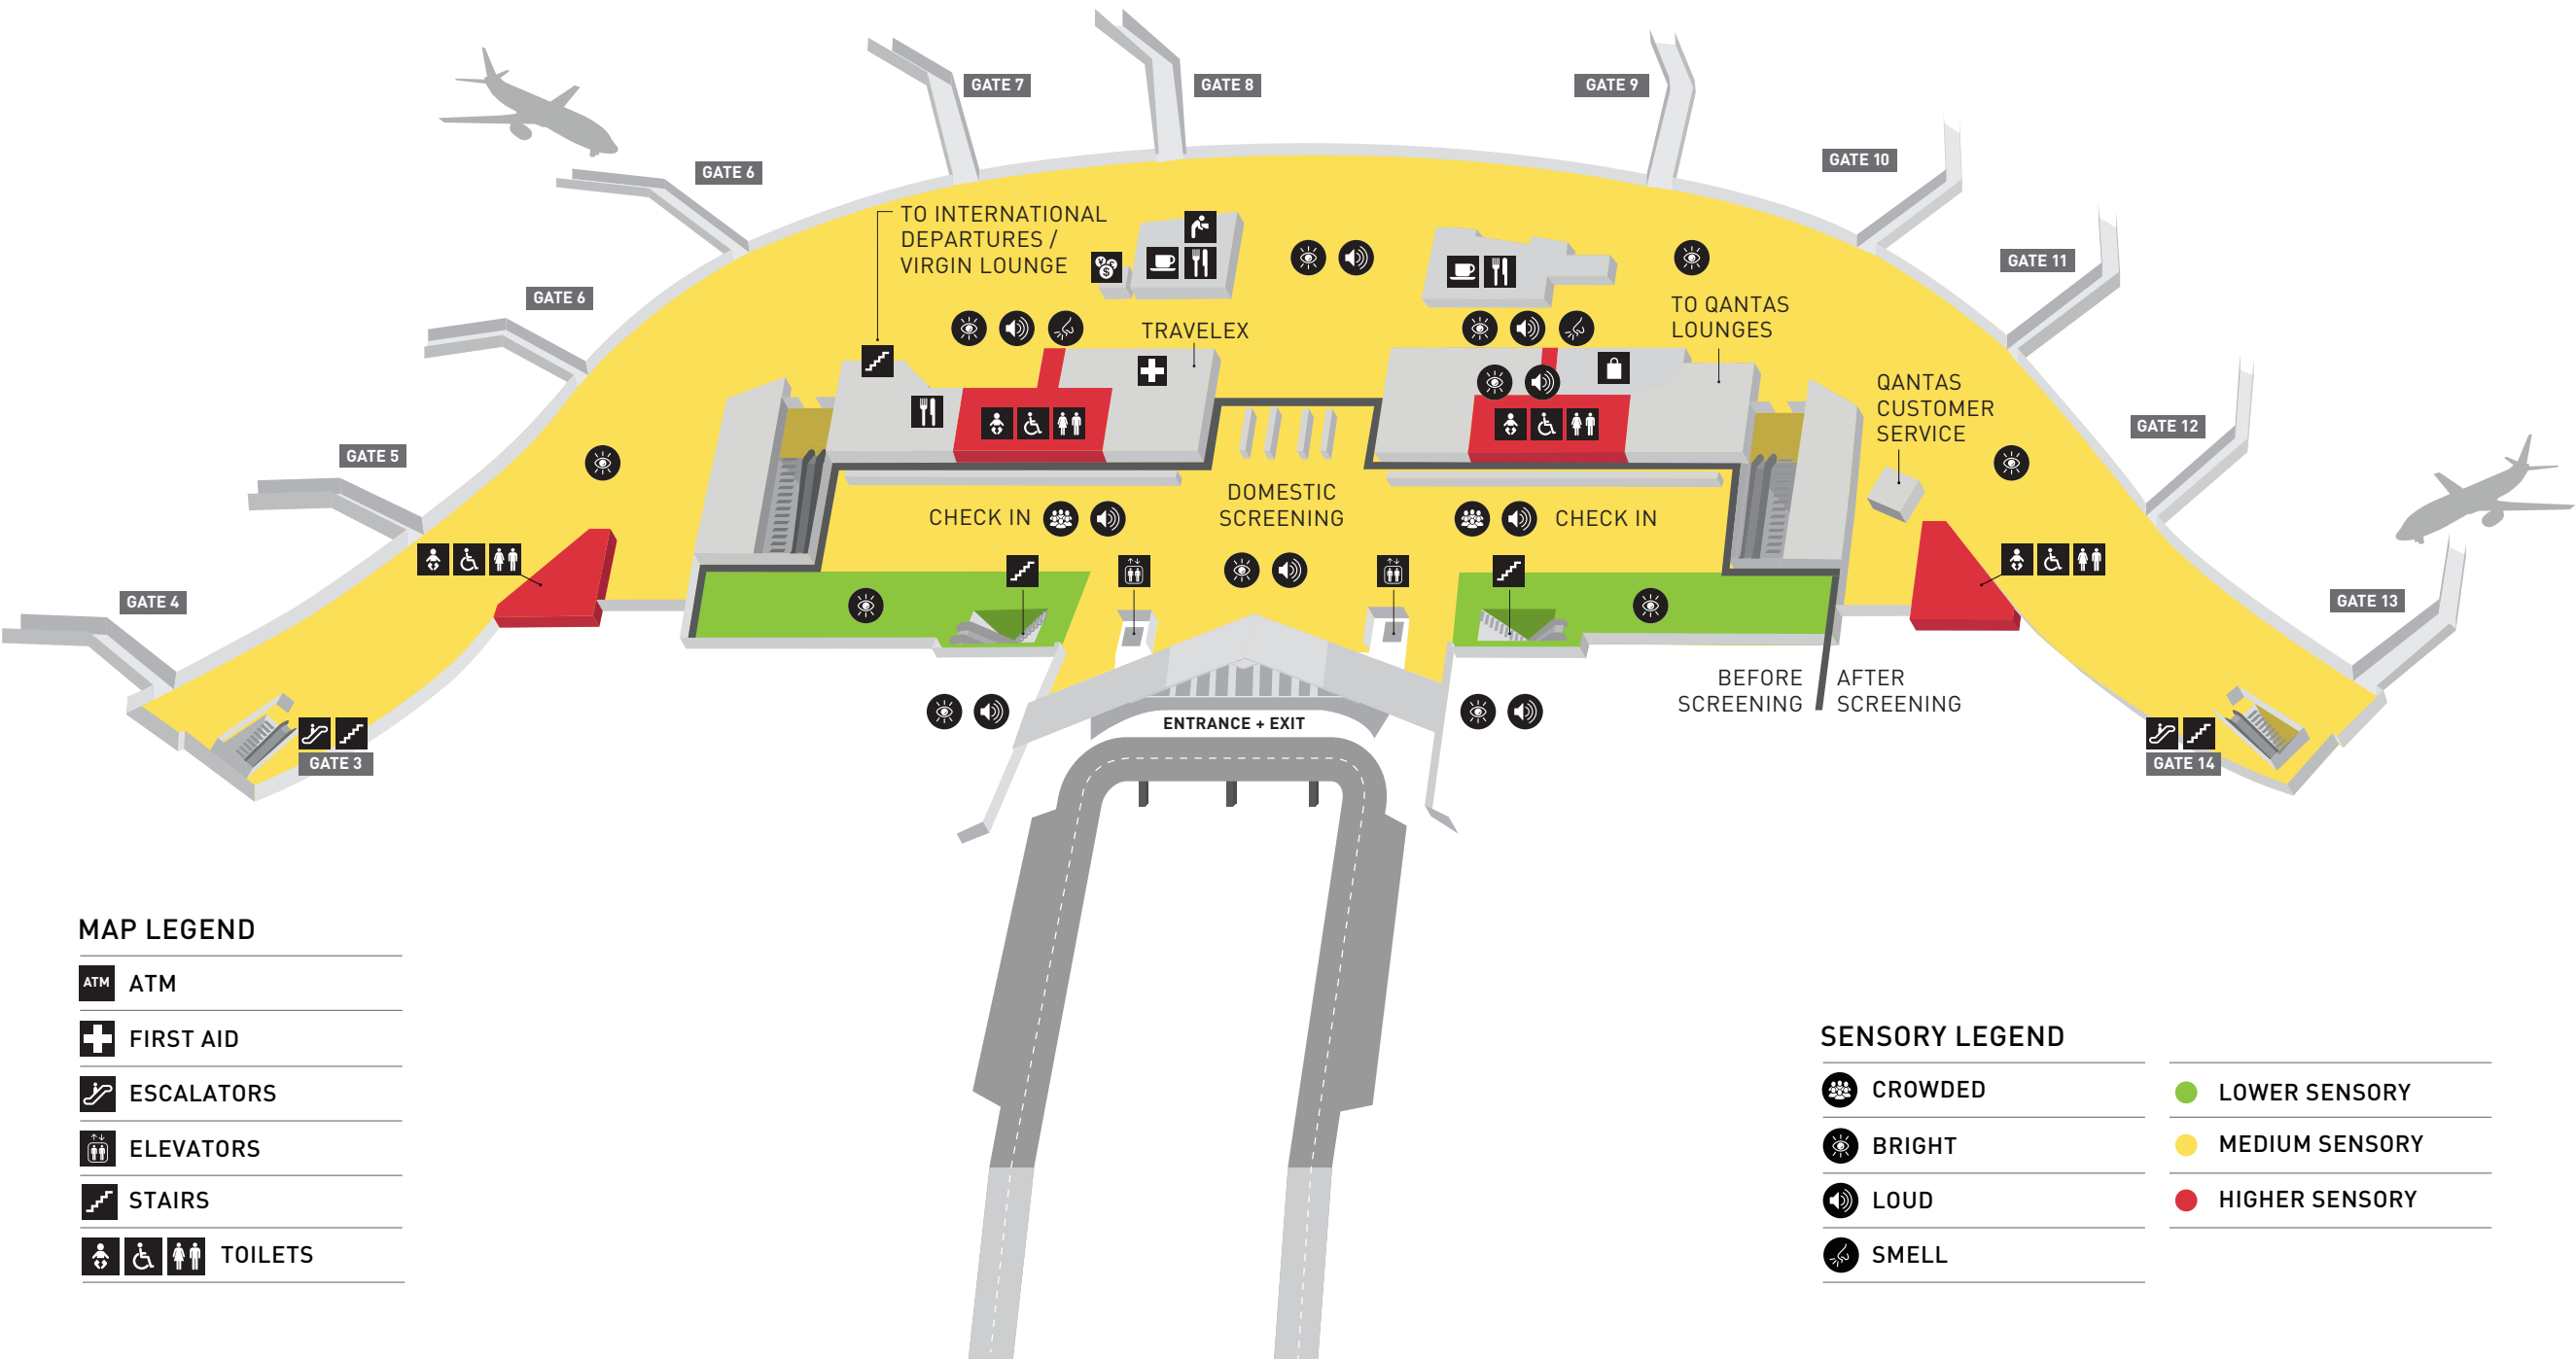 GATE 7
GATE 8
GATE 9
GATE 10
GATE 6
TO INTERNATIONAL
DEPARTURES /
VIRGIN LOUNGE
GATE 11
GATE 6
TO QANTAS
LOUNGES
TRAVELEX
QANTAS
CUSTOMER
SERVICE
GATE 12
GATE 5
DOMESTIC
SCREENING
CHECK IN
CHECK IN
GATE 4
GATE 13
BEFORE
SCREENING
AFTER
SCREENING
ENTRANCE + EXIT
GATE 3
GATE 14
MAP LEGEND
ATM ATM
FIRST AID
ESCALATORS
ELEVATORS
STAIRS
TOILETS
SENSORY LEGEND
CROWDED
BRIGHT
LOUD
SMELL
LOWER SENSORY
MEDIUM SENSORY
HIGHER SENSORY